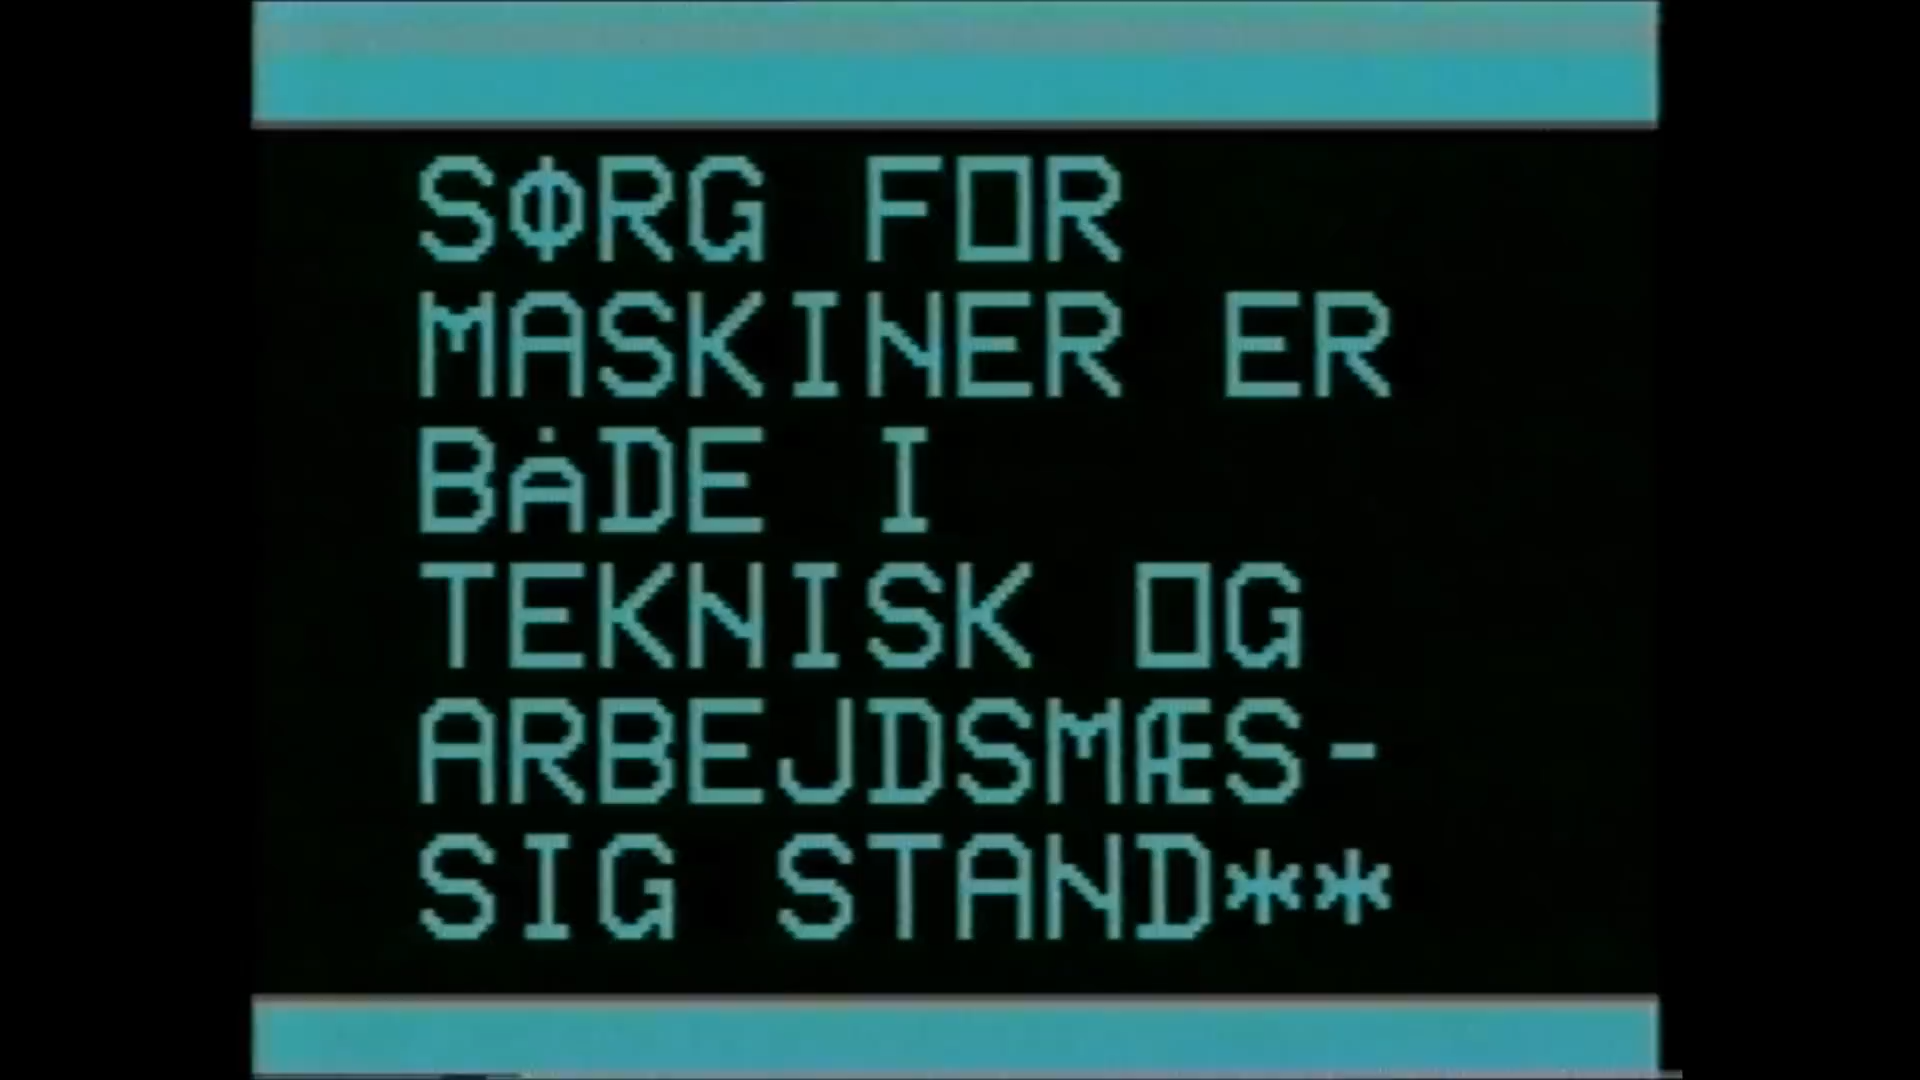 SØRG FOR
MASKINER ER
BÅDE I
TEKNISK OG
ARBEJDSMÆS-
SIG STAND**